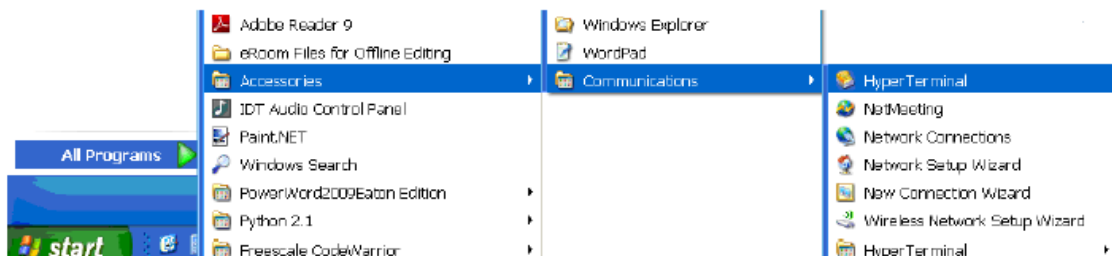 Adobe Reader 9
eRoom Files for Offline Editing
Accessories
IDT Audio Control Panel
Paint.NET
Windows Search
PowerWord2009Eaton Edition
Python 2.1
Freescale CodeWarrior
All Programs
start
Windows Explorer
WordPad
Communications
HyperTerminal
NetMeeting
Network Connections
Network Setup Wizard
New Connection Wizard
Wireless Network Setup Wizard
HyperTerminal